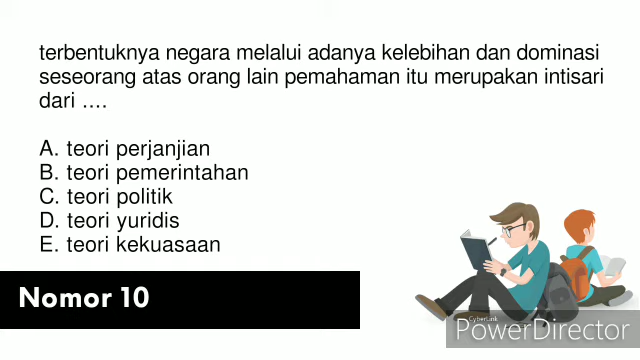 terbentuknya negara melalui adanya kelebihan dan dominasi
seseorang atas orang lain pemahaman itu merupakan intisari
dari ....
A. teori perjanjian
B. teori pemerintahan
C. teori politik
D. teori yuridis
E. teori kekuasaan
Nomor 10
CyberLink
PowerDirector